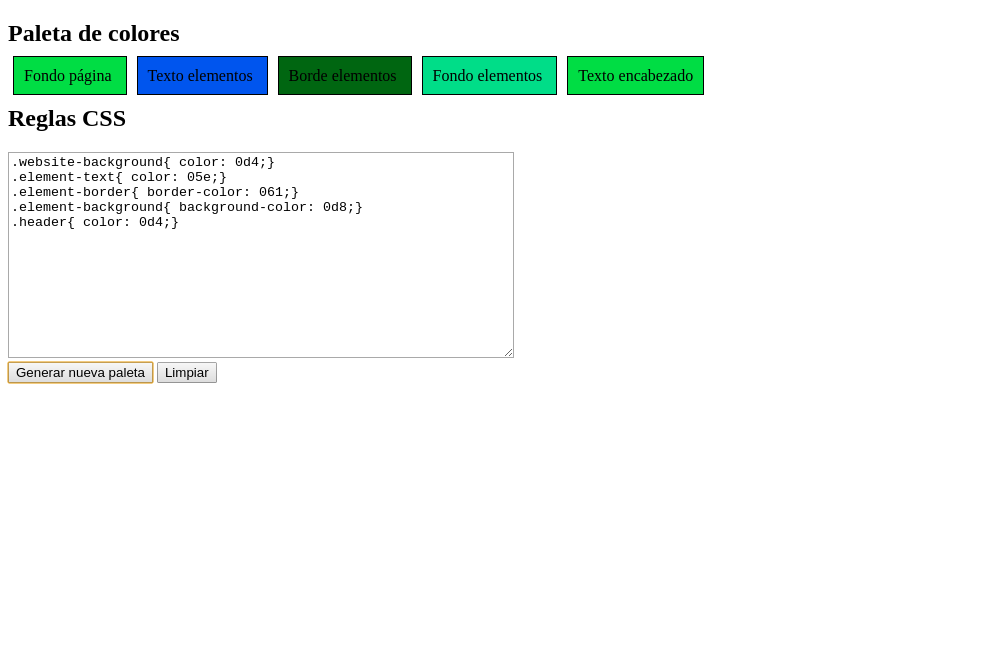 Paleta de colores
Fondo página Texto elementos Borde elementos Fondo elementos Texto encabezado
Reglas CSS
.website-background{ color: 0d4;}
.element-text{ color: 05e;}
.element-border{ border-color: 061;}
.element-background{ background-color: 0d8;}
.header{ color: 0d4;}
Generar nueva paleta Limpiar